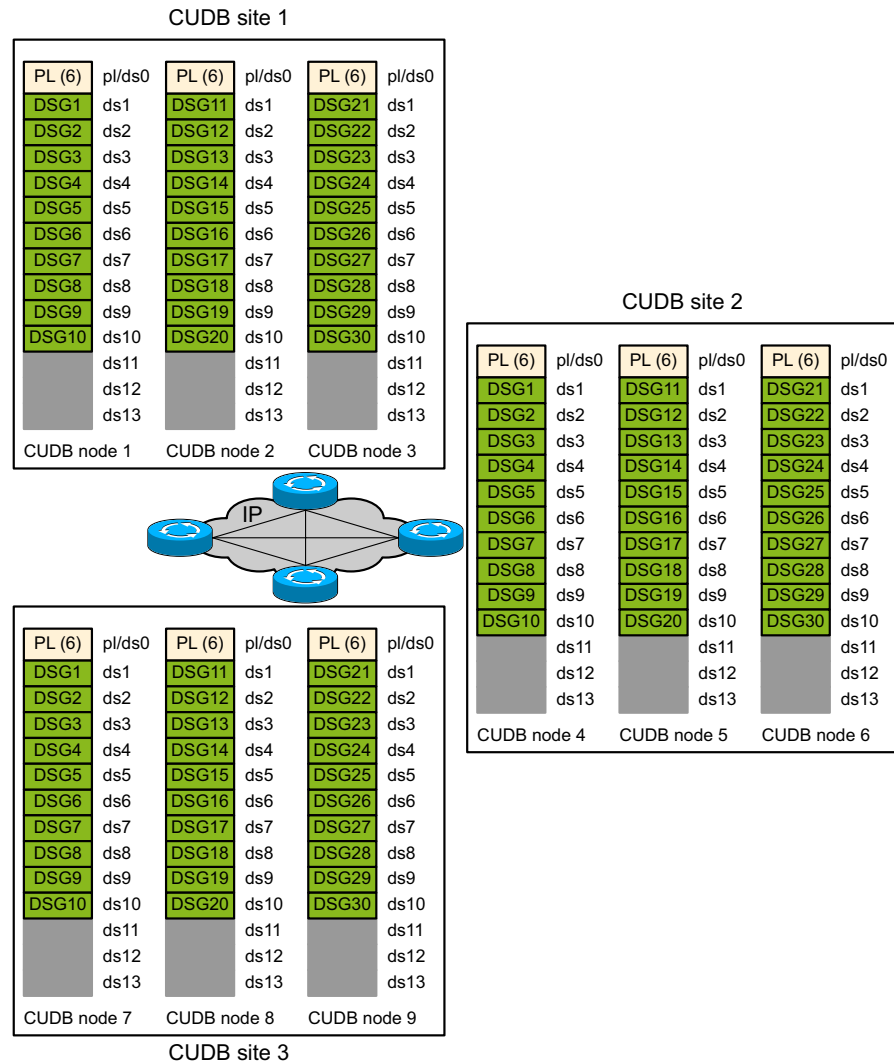 CUDB site 1
PL (6) pl/ds0 PL (6) pl/ds0 PL (6) pl/ds0
DSG1 ds1 DSG11 ds1 DSG21 ds1
DSG2 ds2 DSG12 ds2 DSG22 ds2
DSG3 ds3 DSG13 ds3 DSG23 ds3
DSG4 ds4 DSG14 ds4 DSG24 ds4
DSG5 ds5 DSG15 ds5 DSG25 ds5
DSG6 ds6 DSG16 ds6 DSG26 ds6
DSG7 ds7 DSG17 ds7 DSG27 ds7
DSG8 ds8 DSG18 ds8 DSG28 ds8
DSG9 ds9 DSG19 ds9 DSG29 ds9
DSG10 ds10 DSG20 ds10 DSG30 ds10
ds11 ds11 ds11
ds12 ds12 ds12
ds13 ds13 ds13
CUDB node 1 CUDB node 2 CUDB node 3
CUDB site 2
PL (6) pl/ds0 PL (6) pl/ds0 PL (6) pl/ds0
DSG1 ds1 DSG11 ds1 DSG21 ds1
DSG2 ds2 DSG12 ds2 DSG22 ds2
DSG3 ds3 DSG13 ds3 DSG23 ds3
DSG4 ds4 DSG14 ds4 DSG24 ds4
DSG5 ds5 DSG15 ds5 DSG25 ds5
DSG6 ds6 DSG16 ds6 DSG26 ds6
DSG7 ds7 DSG17 ds7 DSG27 ds7
DSG8 ds8 DSG18 ds8 DSG28 ds8
DSG9 ds9 DSG19 ds9 DSG29 ds9
DSG10 ds10 DSG20 ds10 DSG30 ds10
ds11 ds11 ds11
ds12 ds12 ds12
ds13 ds13 ds13
CUDB node 4 CUDB node 5 CUDB node 6
IP
PL (6) pl/ds0 PL (6) pl/ds0 PL (6) pl/ds0
DSG1 ds1 DSG11 ds1 DSG21 ds1
DSG2 ds2 DSG12 ds2 DSG22 ds2
DSG3 ds3 DSG13 ds3 DSG23 ds3
DSG4 ds4 DSG14 ds4 DSG24 ds4
DSG5 ds5 DSG15 ds5 DSG25 ds5
DSG6 ds6 DSG16 ds6 DSG26 ds6
DSG7 ds7 DSG17 ds7 DSG27 ds7
DSG8 ds8 DSG18 ds8 DSG28 ds8
DSG9 ds9 DSG19 ds9 DSG29 ds9
DSG10 ds10 DSG20 ds10 DSG30 ds10
ds11 ds11 ds11
ds12 ds12 ds12
ds13 ds13 ds13
CUDB node 7 CUDB node 8 CUDB node 9
CUDB site 3